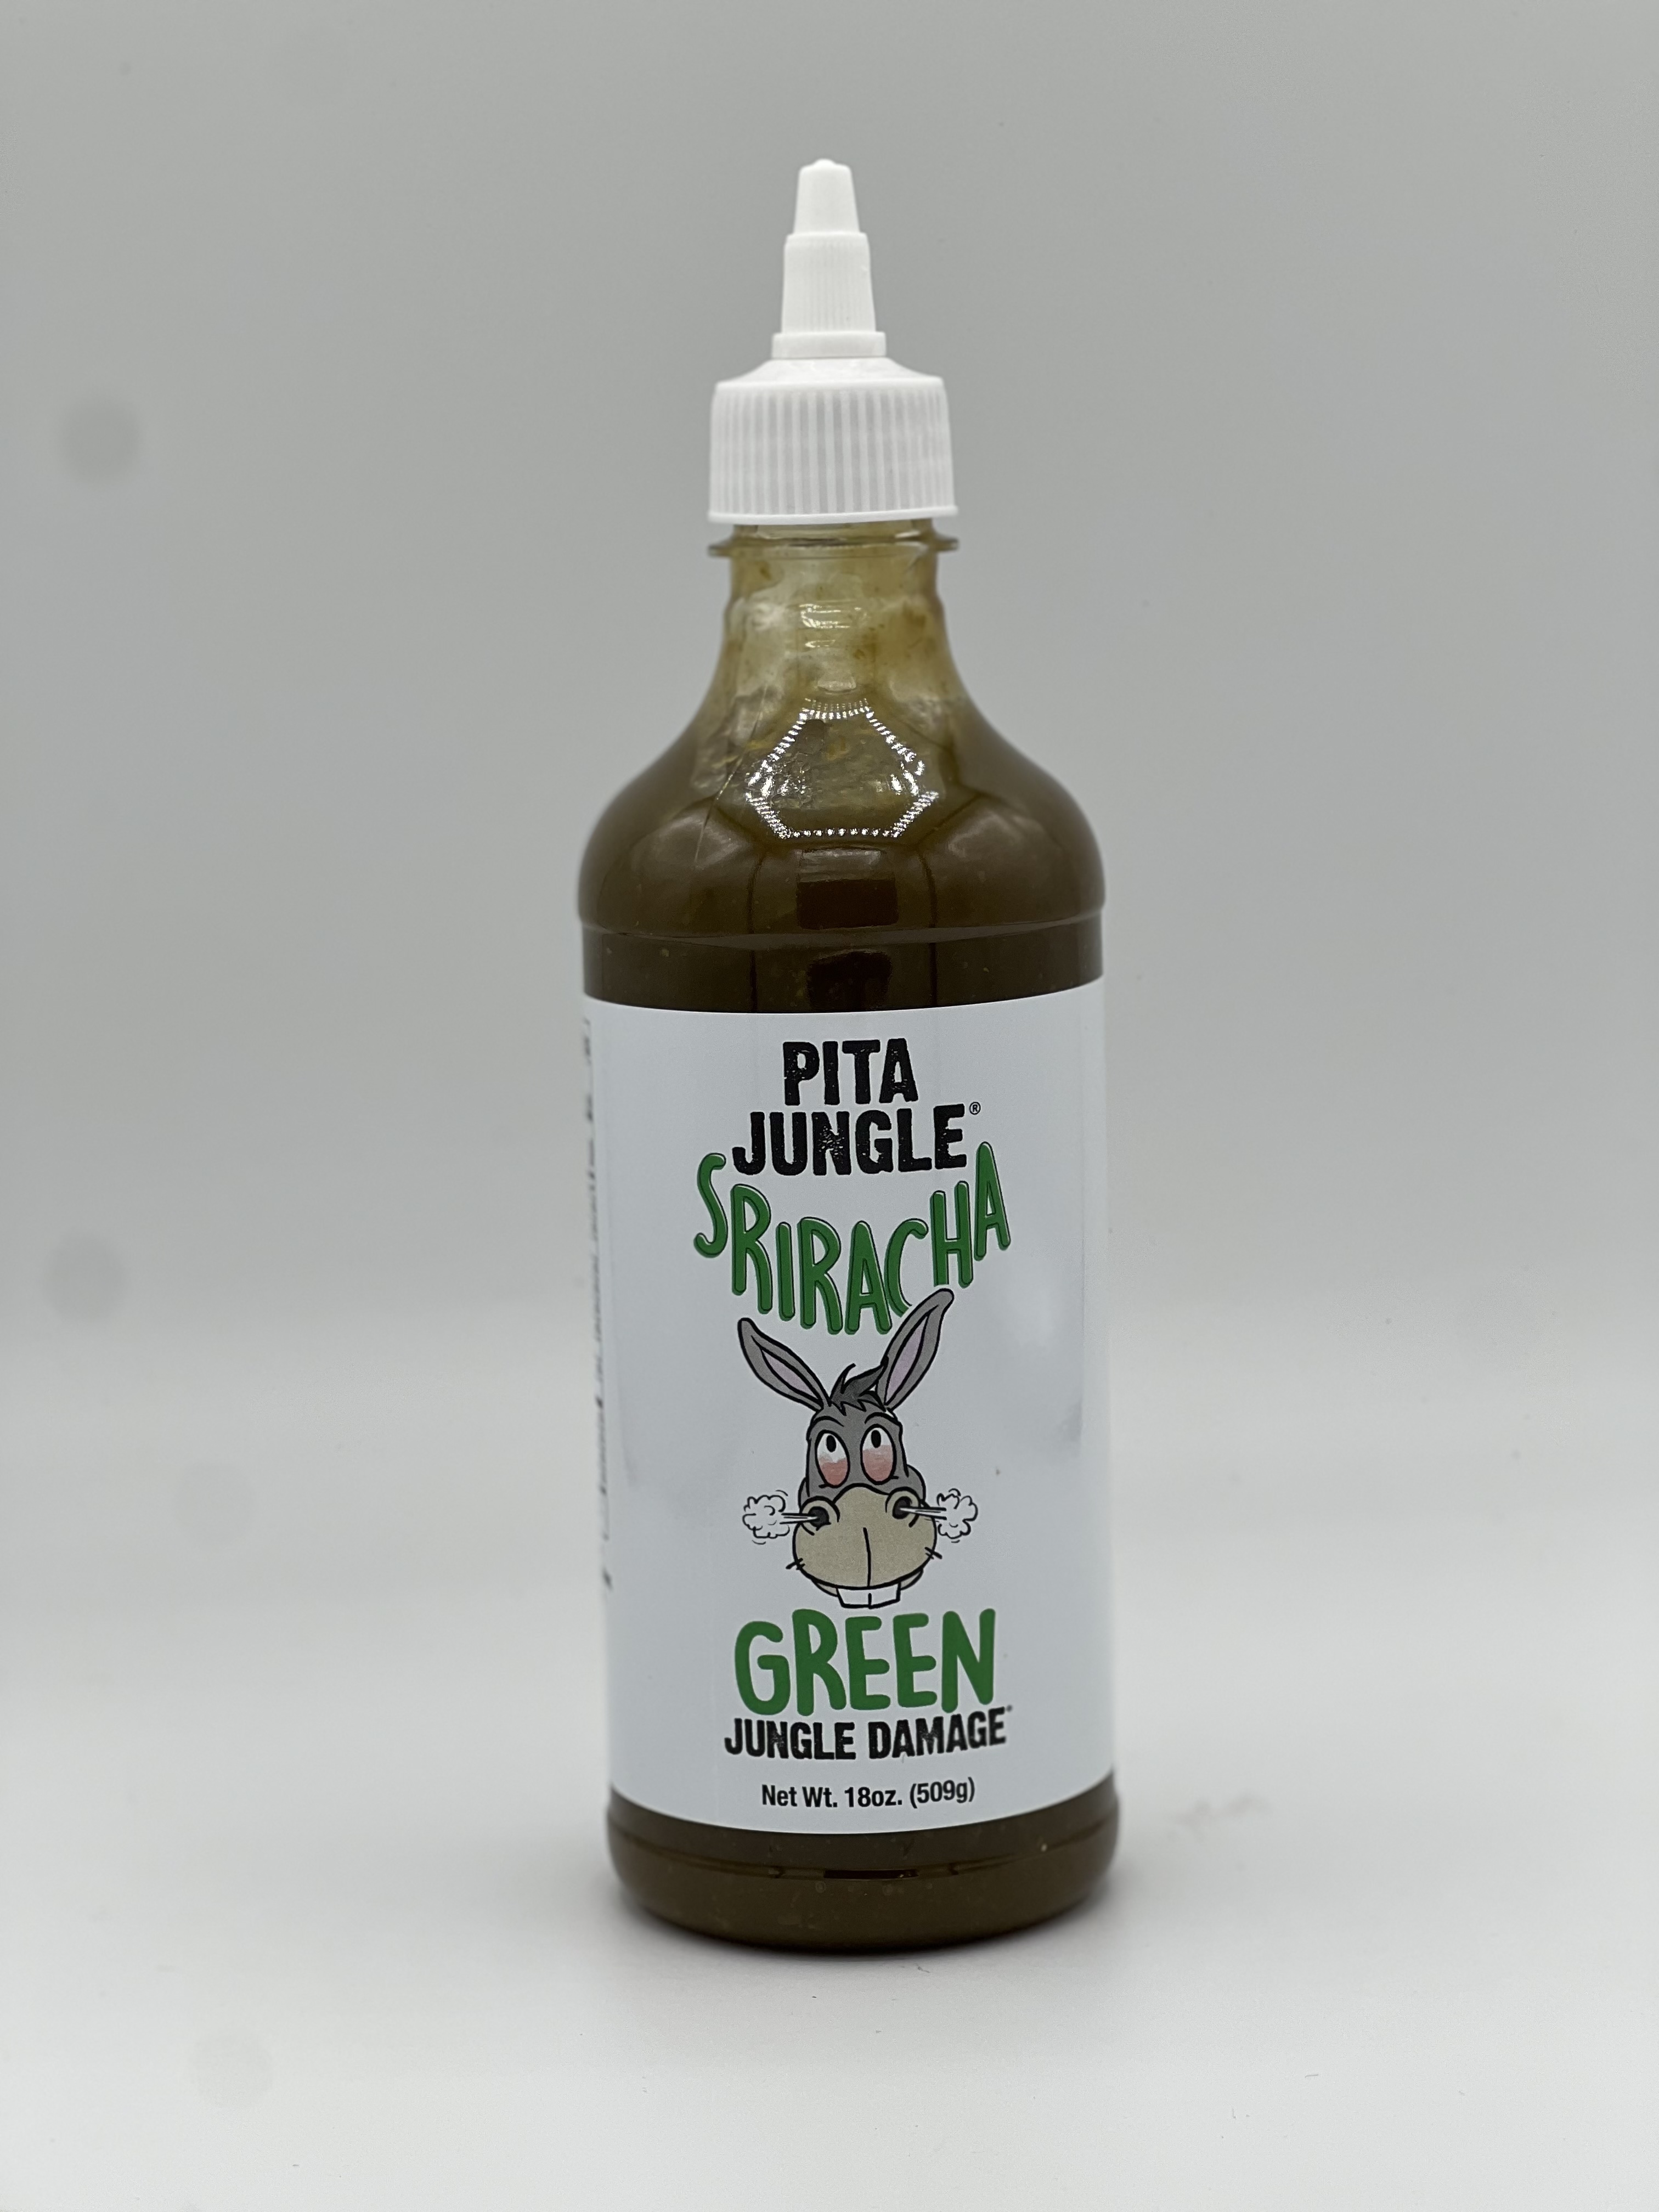 PITA
JUNGLE®
SRIRACHA
GREEN
JUNGLE DAMAGE
Net Wt. 18oz. (509g)